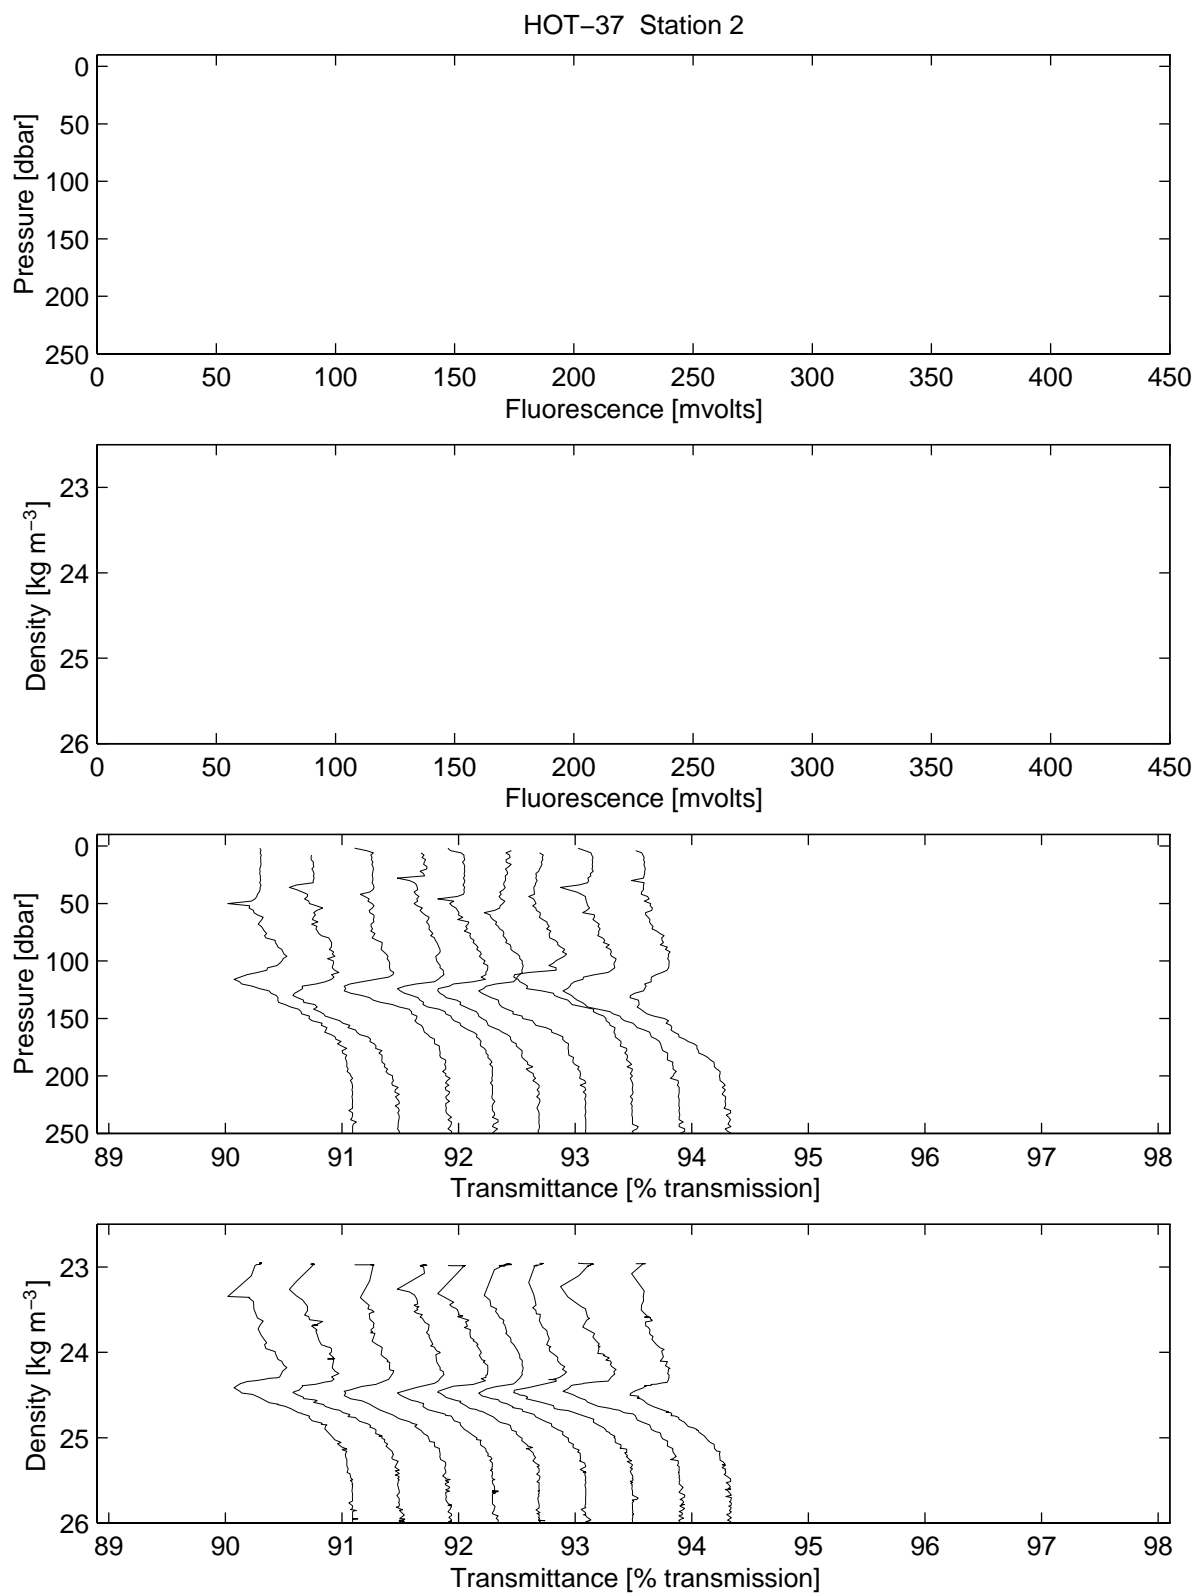 HOT−37 Station 2
0
50
100
150
200
250
Pressure [dbar]
0 50 100 150 200 250 300 350 400 450
Fluorescence [mvolts]
23
24
25
26
Density [kg m−3]
0 50 100 150 200 250 300 350 400 450
Fluorescence [mvolts]
0
50
100
150
200
250
Pressure [dbar]
89 90 91 92 93 94 95 96 97 98
Transmittance [% transmission]
23
24
25
26
Density [kg m−3]
89 90 91 92 93 94 95 96 97 98
Transmittance [% transmission]